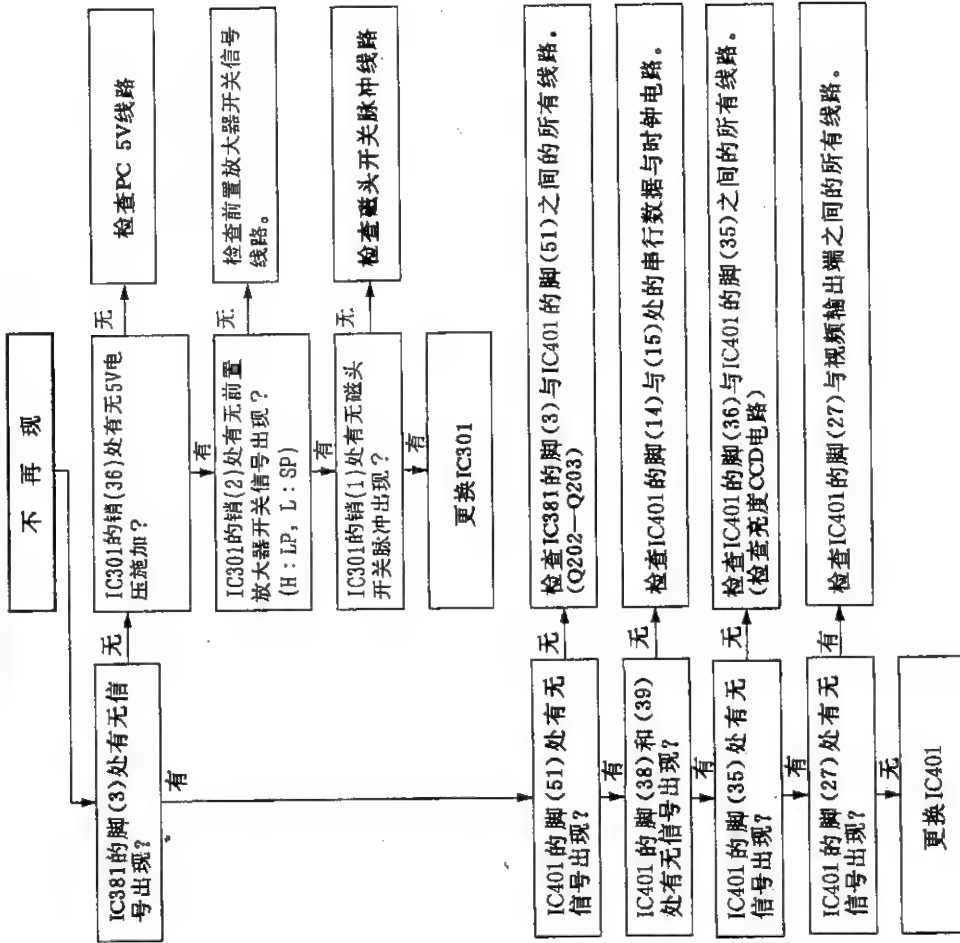 不 再 现
IC381的脚(3)处有无信
号出现?
无
有
IC301的销(36)处有无5V电
压施加?
无
检查PC 5V线路
有
IC301的销(2)处有无前置
放大器开关信号出现?
(H:LP, L:SP)
无
检查前置放大器开关信号
线路。
有
IC301的销(1)处有无磁头
开关脉冲出现?
无
检查磁头开关脉冲线路
有
更换IC301
IC401的脚(51)处有无
信号出现?
无
检查IC381的脚(3)与IC401的脚(51)之间的所有线路.
(Q202—Q203)
有
IC401的脚(38)和(39)
处有无信号出现?
无
检查IC401的脚(14)与(15)处的串行数据与时钟电路。
有
IC401的脚(35)处有无
信号出现?
无
检查IC401的脚(36)与IC401的脚(35)之间的所有线路。
(检查亮度CCD电路)
有
IC401的脚(27)处有无
信号出现?
有
检查IC401的脚(27)与视频输出端之间的所有线路。
无
更换IC401